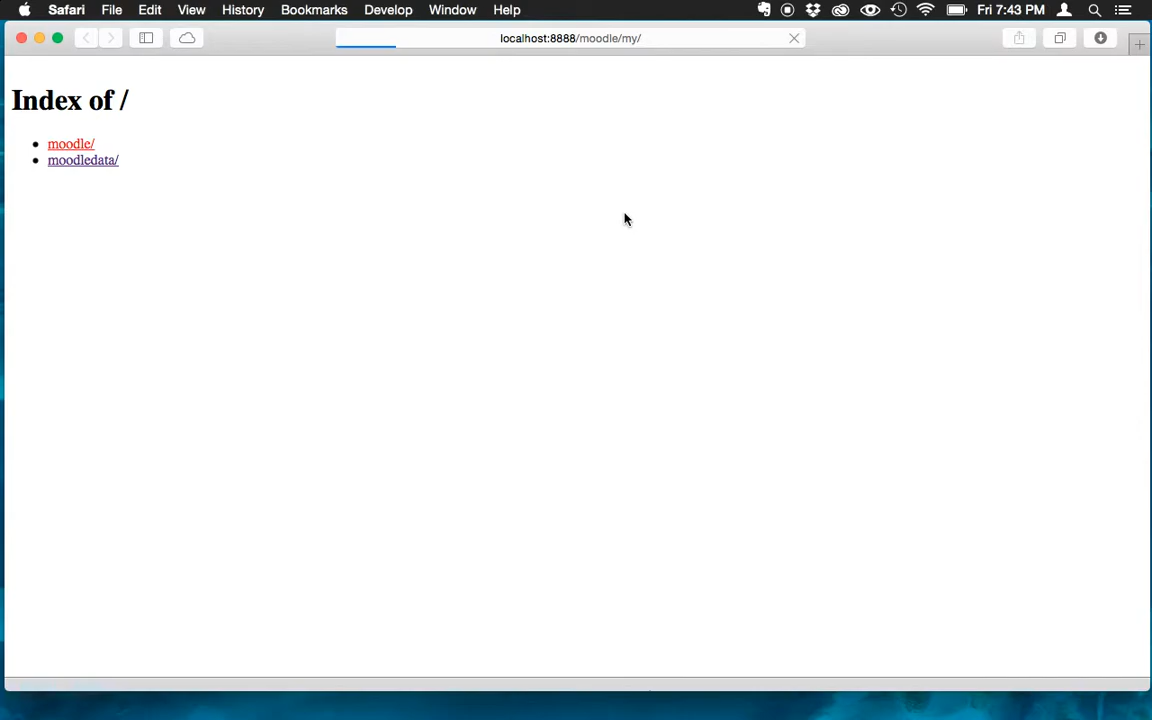 Safari File Edit View History Bookmarks Develop Window Help Fri 7:43 PM
localhost:8888/moodle/my/
Index of /
moodle/
moodledata/